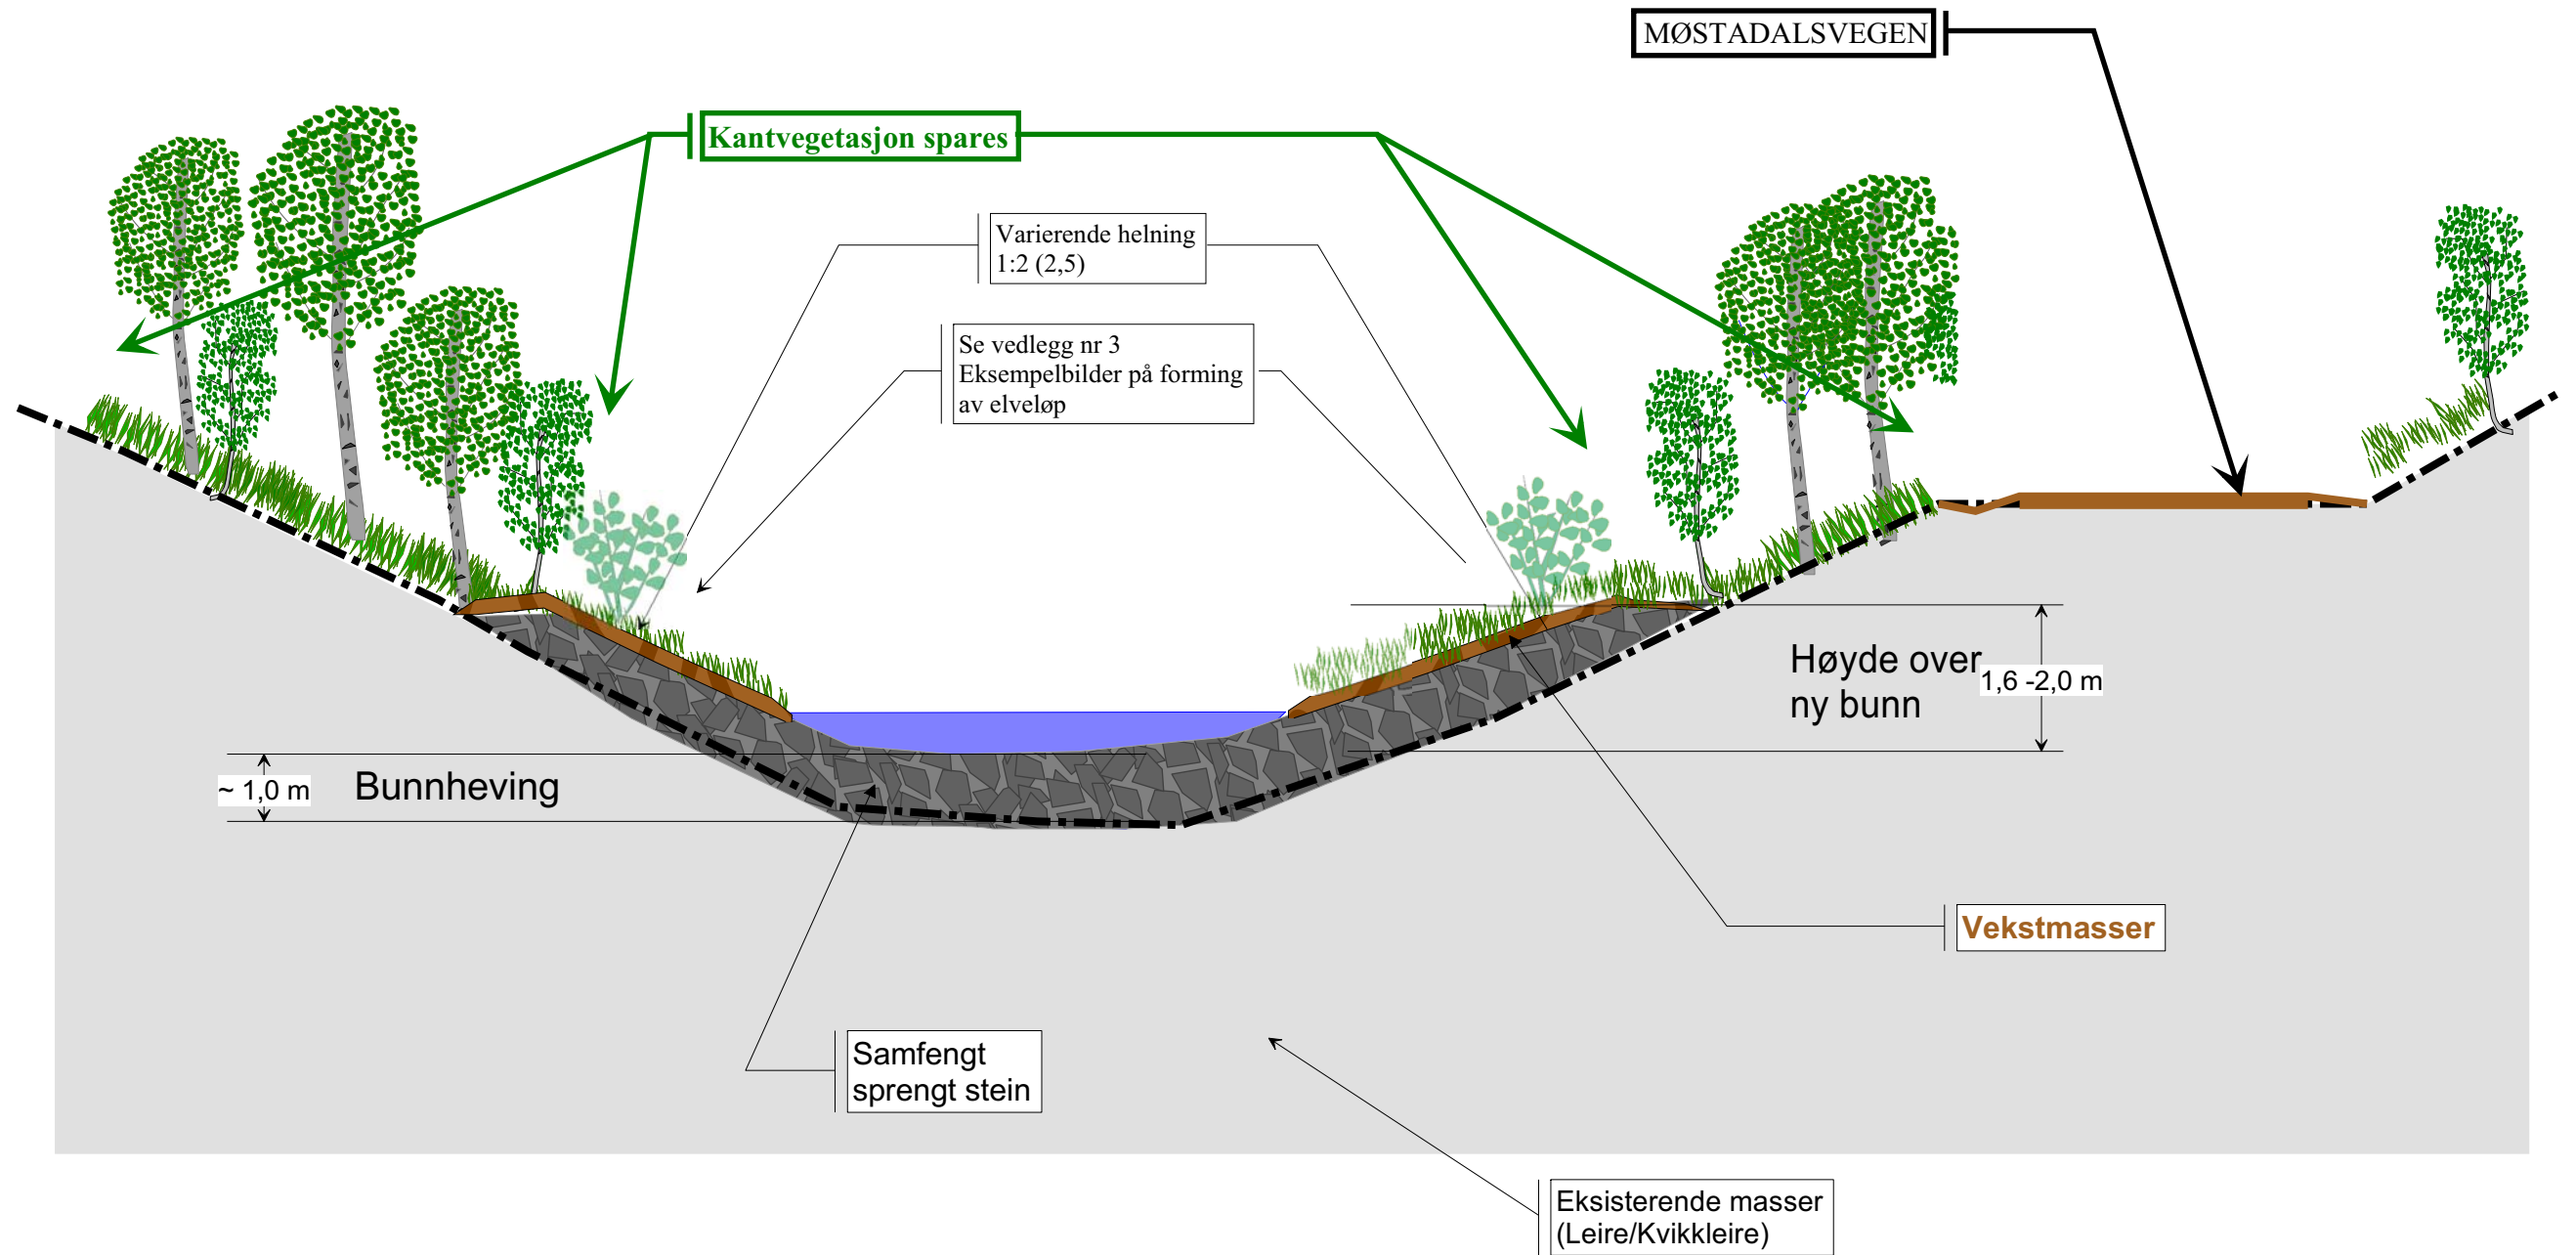 MØSTADALSVEGEN
Kantvegetasjon spares
Varierende helning
1:2 (2,5)
Se vedlegg nr 3
Eksempelbilder på forming
av elveløp
Høyde over
ny bunn
1,6 -2,0 m
~ 1,0 m
Bunnheving
Vekstmasser
Samfengt
sprengt stein
Eksisterende masser
(Leire/Kvikkleire)